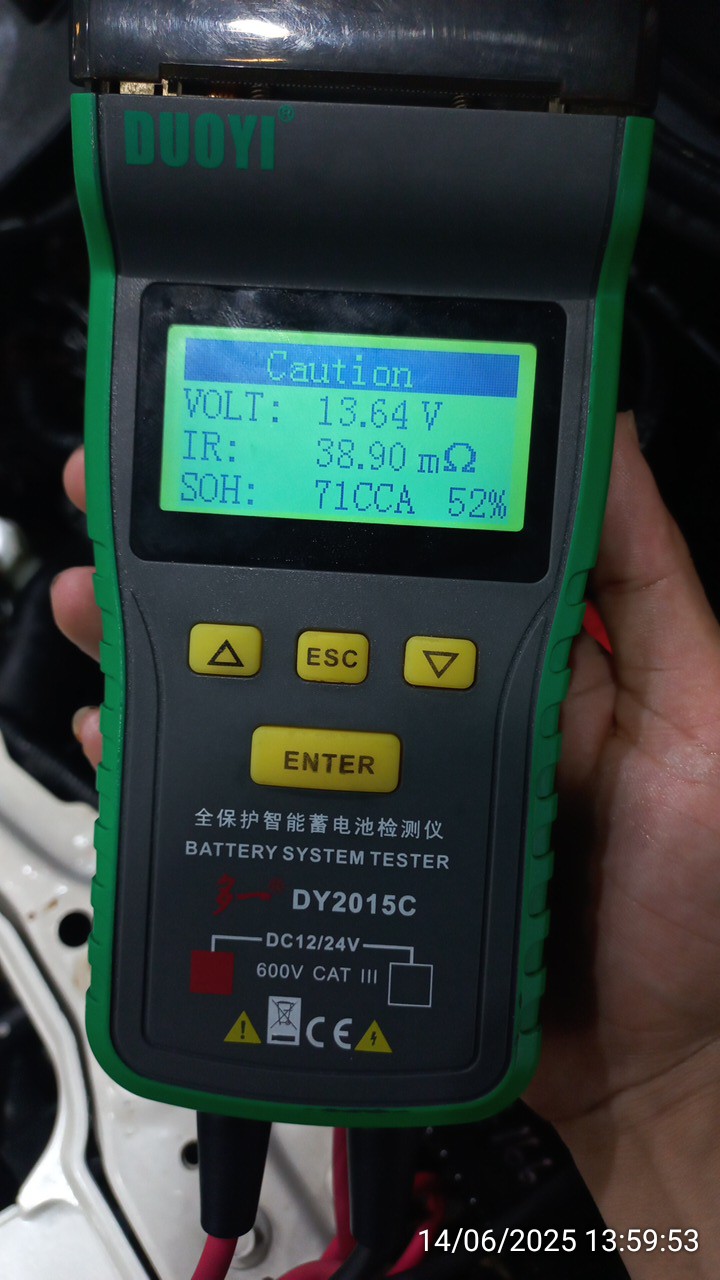 DUOYI®
Caution
VOLT: 13.64 V
IR: 38.90 mΩ
SOH: 71CCA 52%
ESC
ENTER
全保护智能蓄电池检测仪
BATTERY SYSTEM TESTER
多一® DY2015C
DC12/24V
600V CAT III
CE
14/06/2025 13:59:53